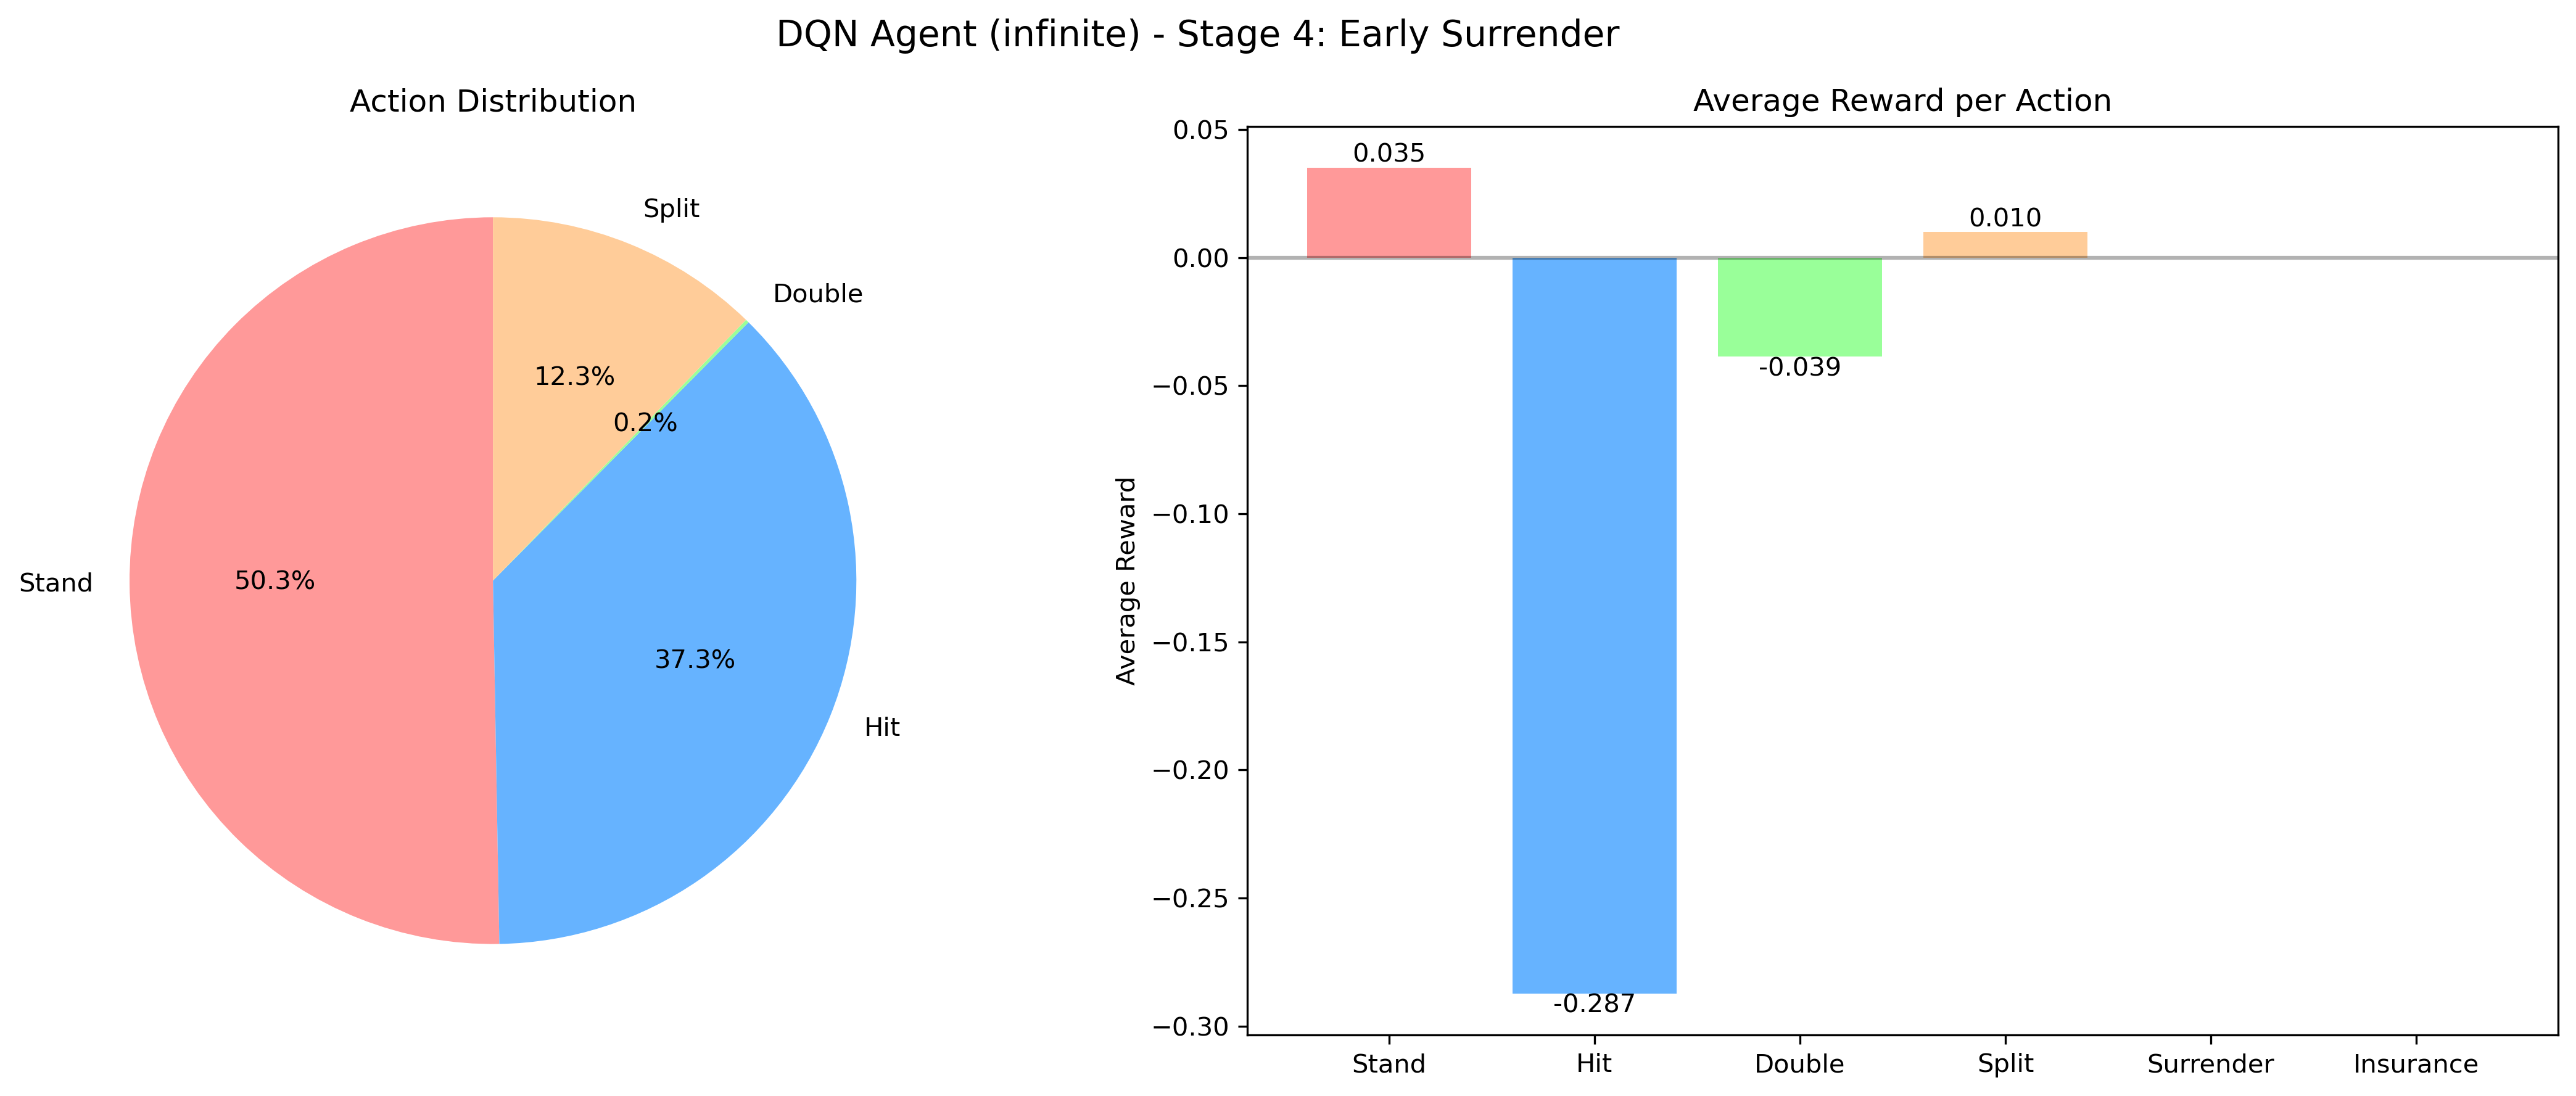 DQN Agent (infinite) - Stage 4: Early Surrender
Action Distribution
Split
Double
12.3%
0.2%
Stand
50.3%
37.3%
Hit
Average Reward per Action
0.05
0.00
−0.05
−0.10
−0.15
−0.20
−0.25
−0.30
Average Reward
0.035
-0.287
-0.039
0.010
Stand Hit Double Split Surrender Insurance